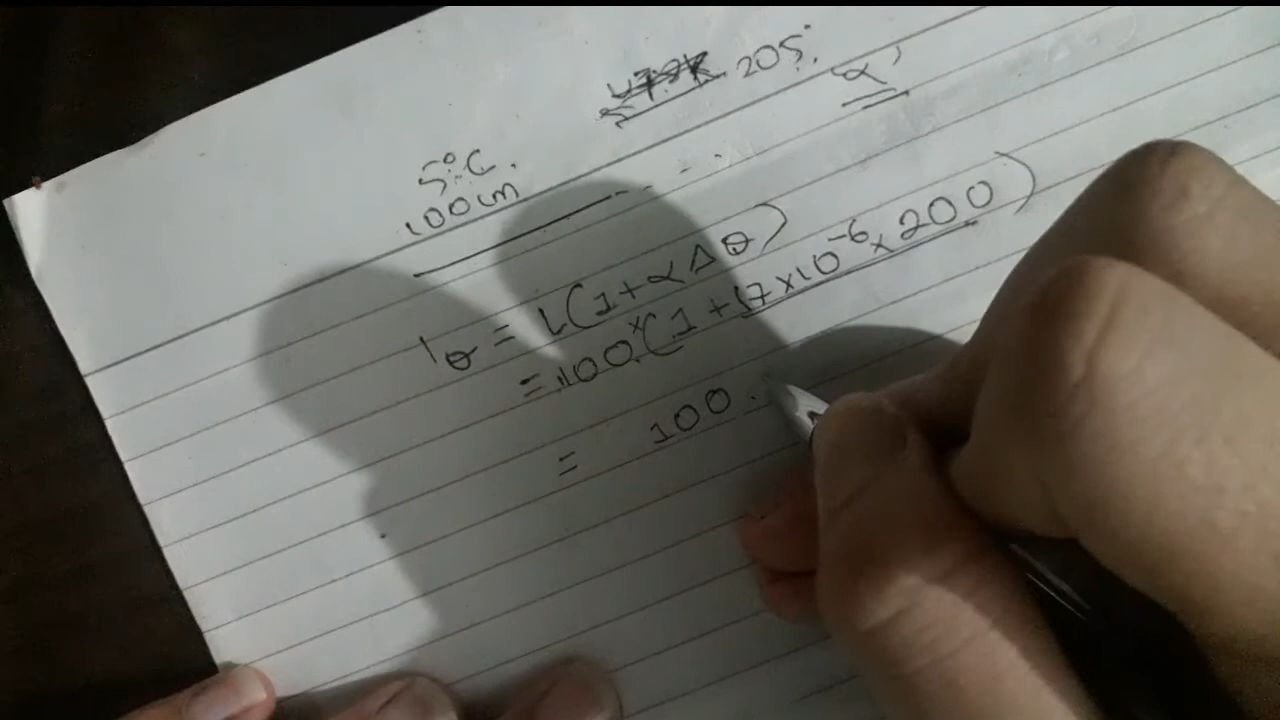 205°
α
5°C.
100cm
lθ = L(1+αΔθ)
= 100×(1+17×10⁻⁶×200)
= 100.